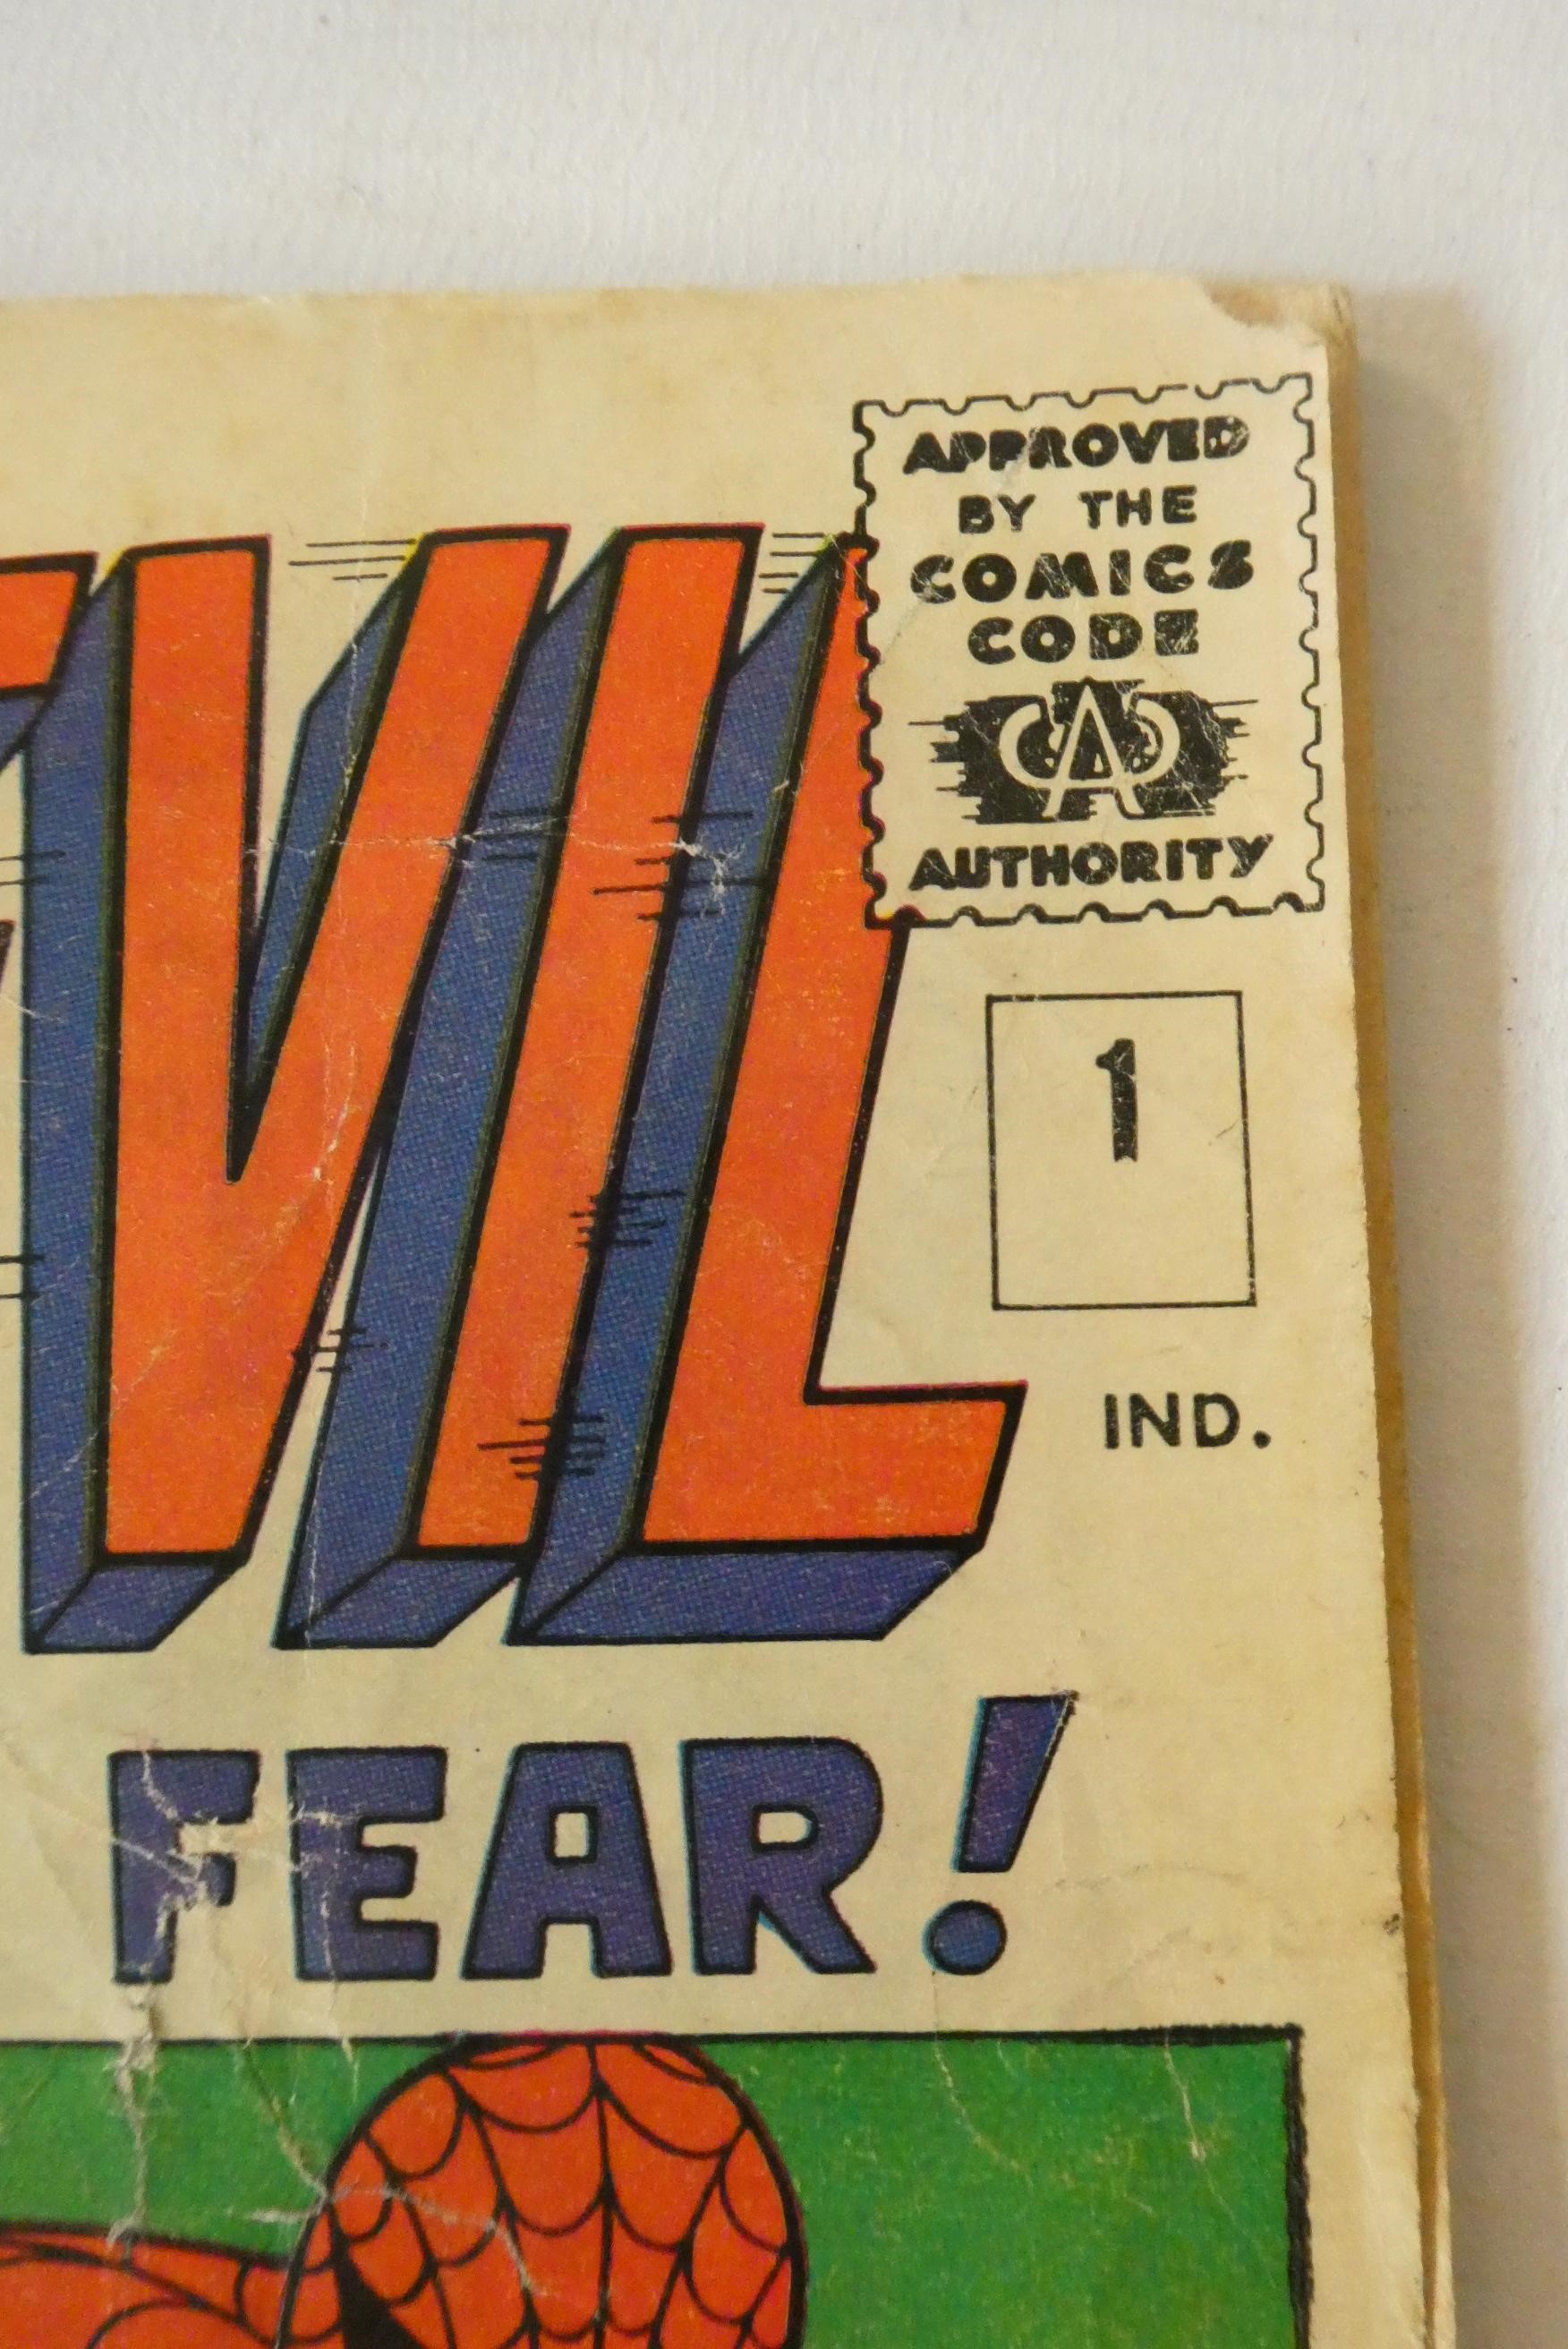 VIL
APPROVED
BY THE
COMICS
CODE
CA
AUTHORITY
1
IND.
FEAR!